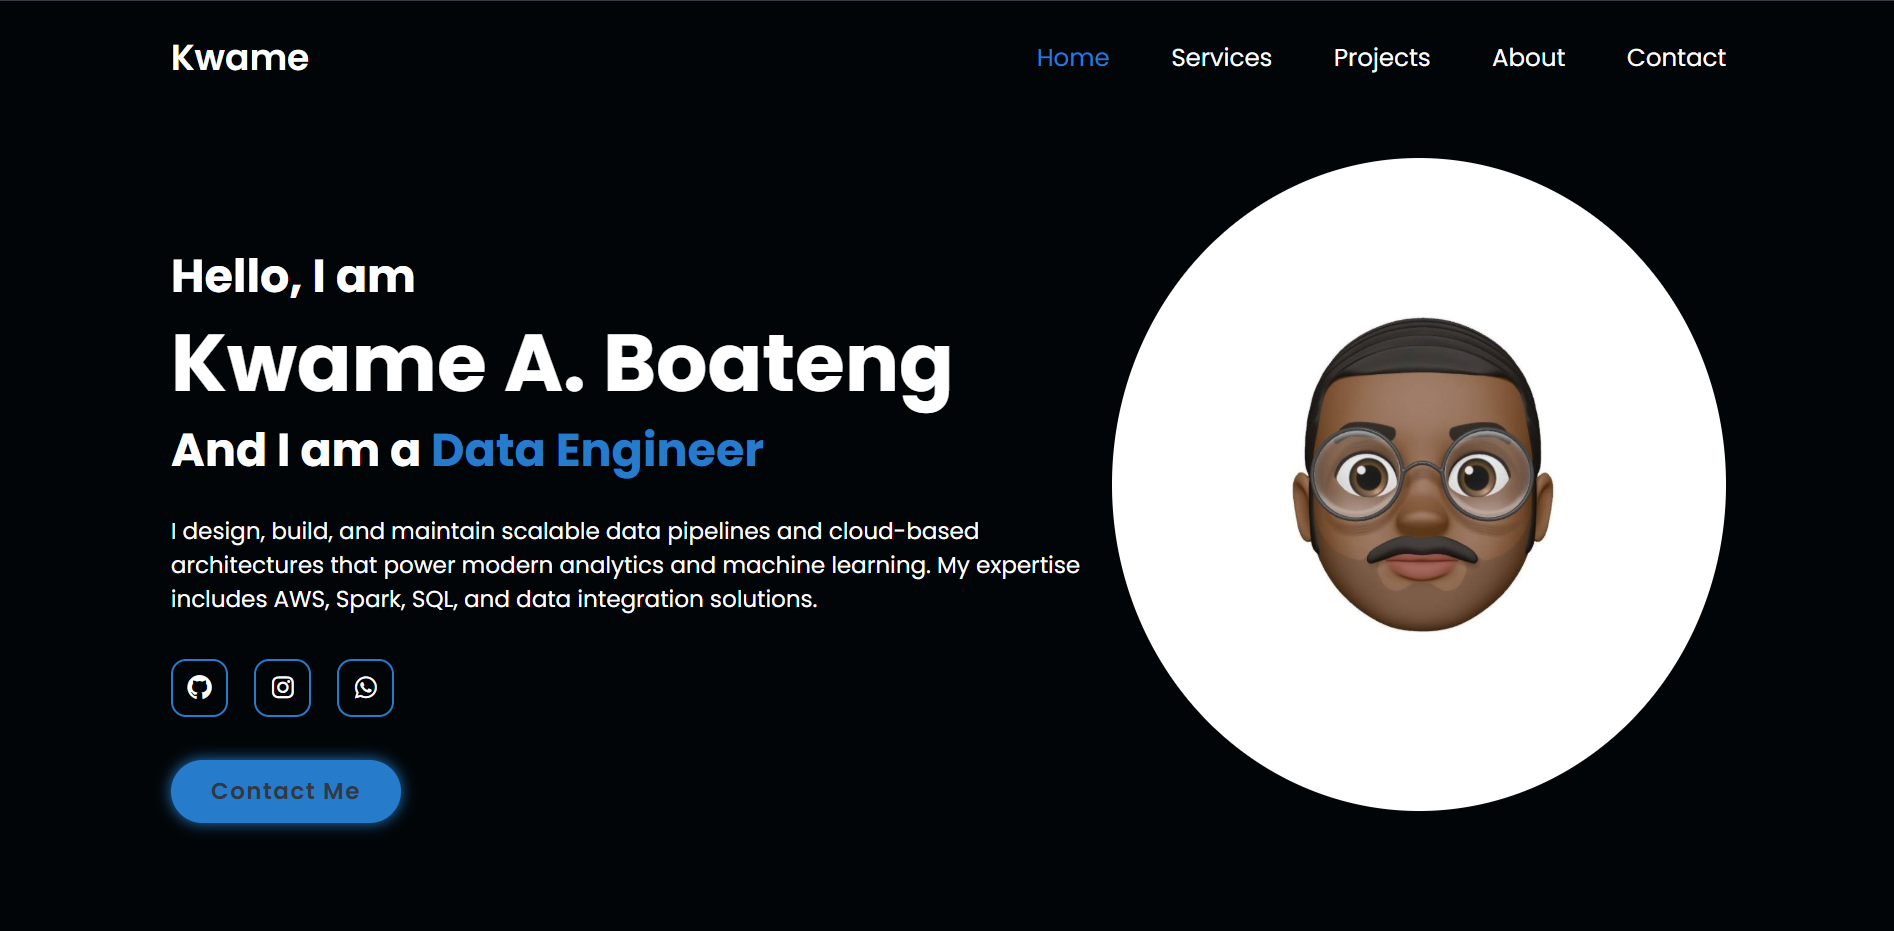 Kwame
Home Services Projects About Contact
Hello, I am
Kwame A. Boateng
And I am a Data Engineer
I design, build, and maintain scalable data pipelines and cloud-based
architectures that power modern analytics and machine learning. My expertise
includes AWS, Spark, SQL, and data integration solutions.
Contact Me